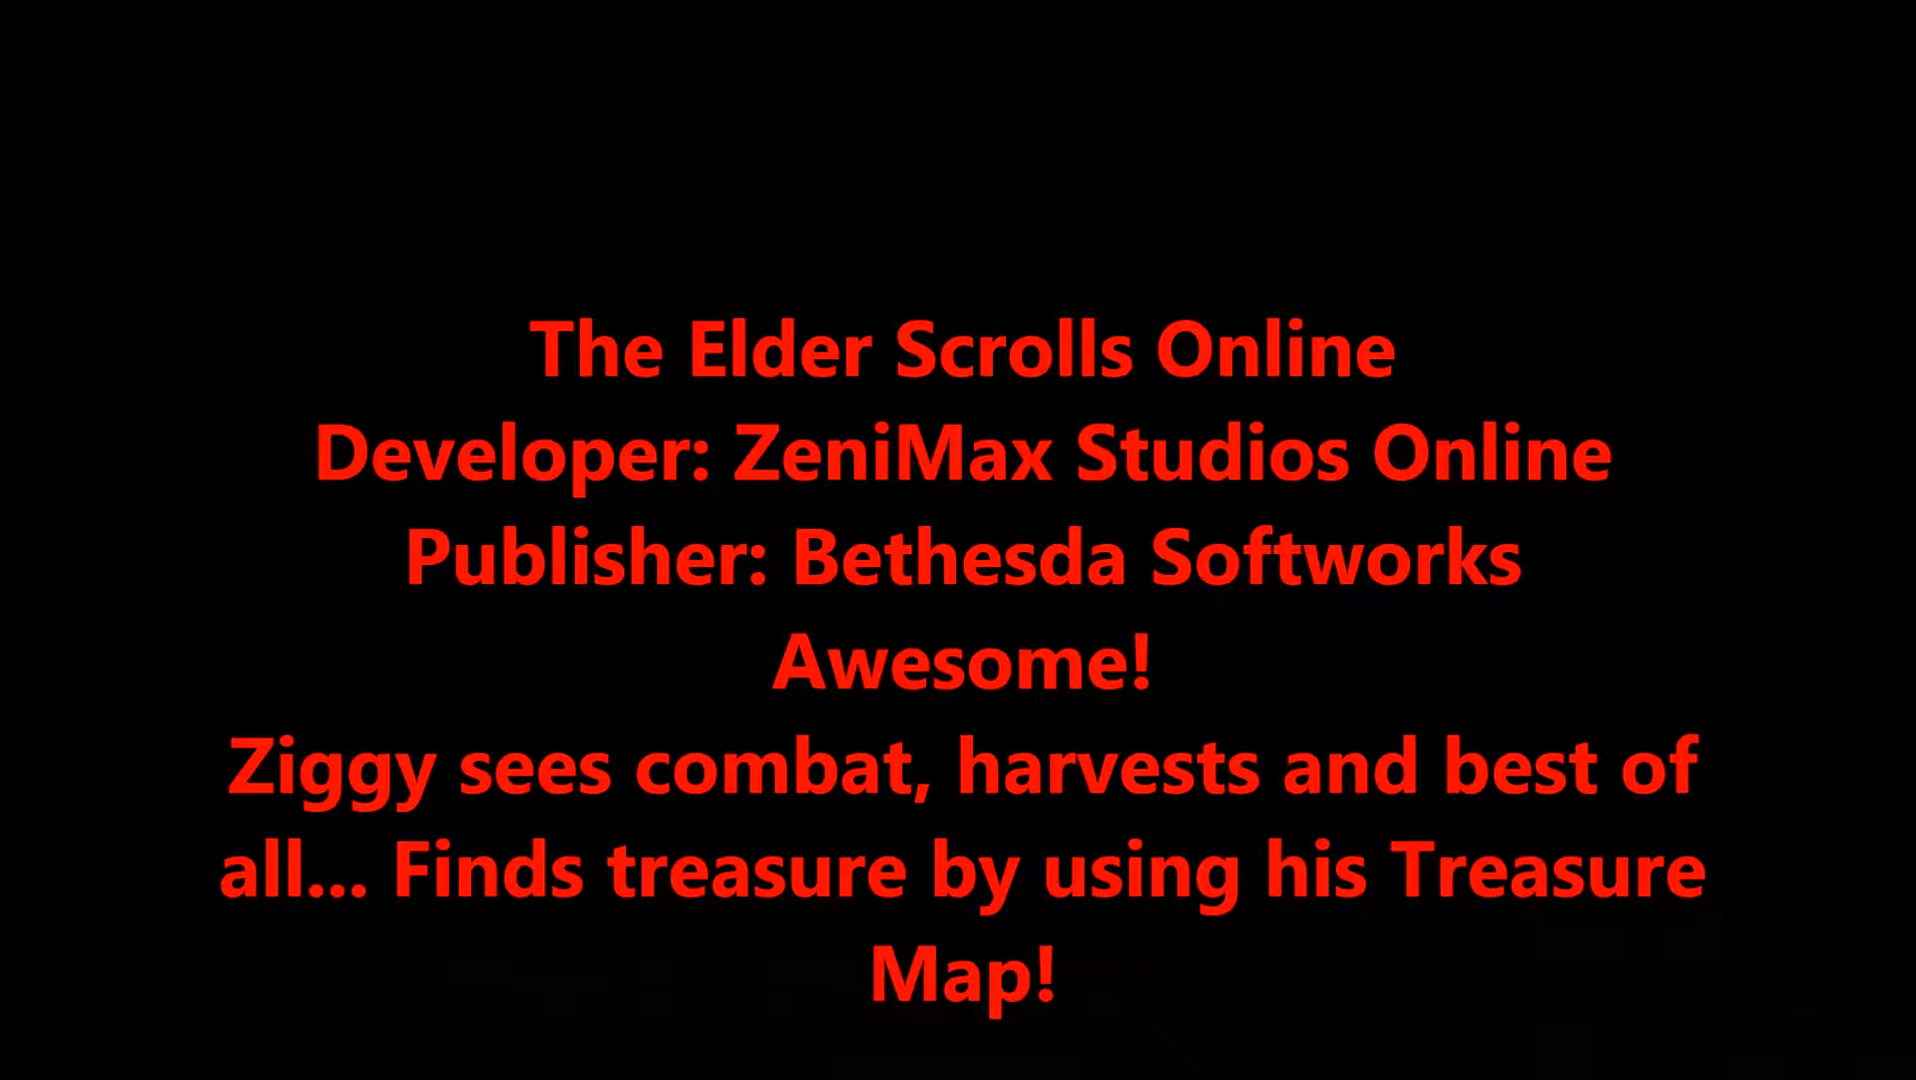 The Elder Scrolls Online
Developer: ZeniMax Studios Online
Publisher: Bethesda Softworks
Awesome!
Ziggy sees combat, harvests and best of
all... Finds treasure by using his Treasure
Map!